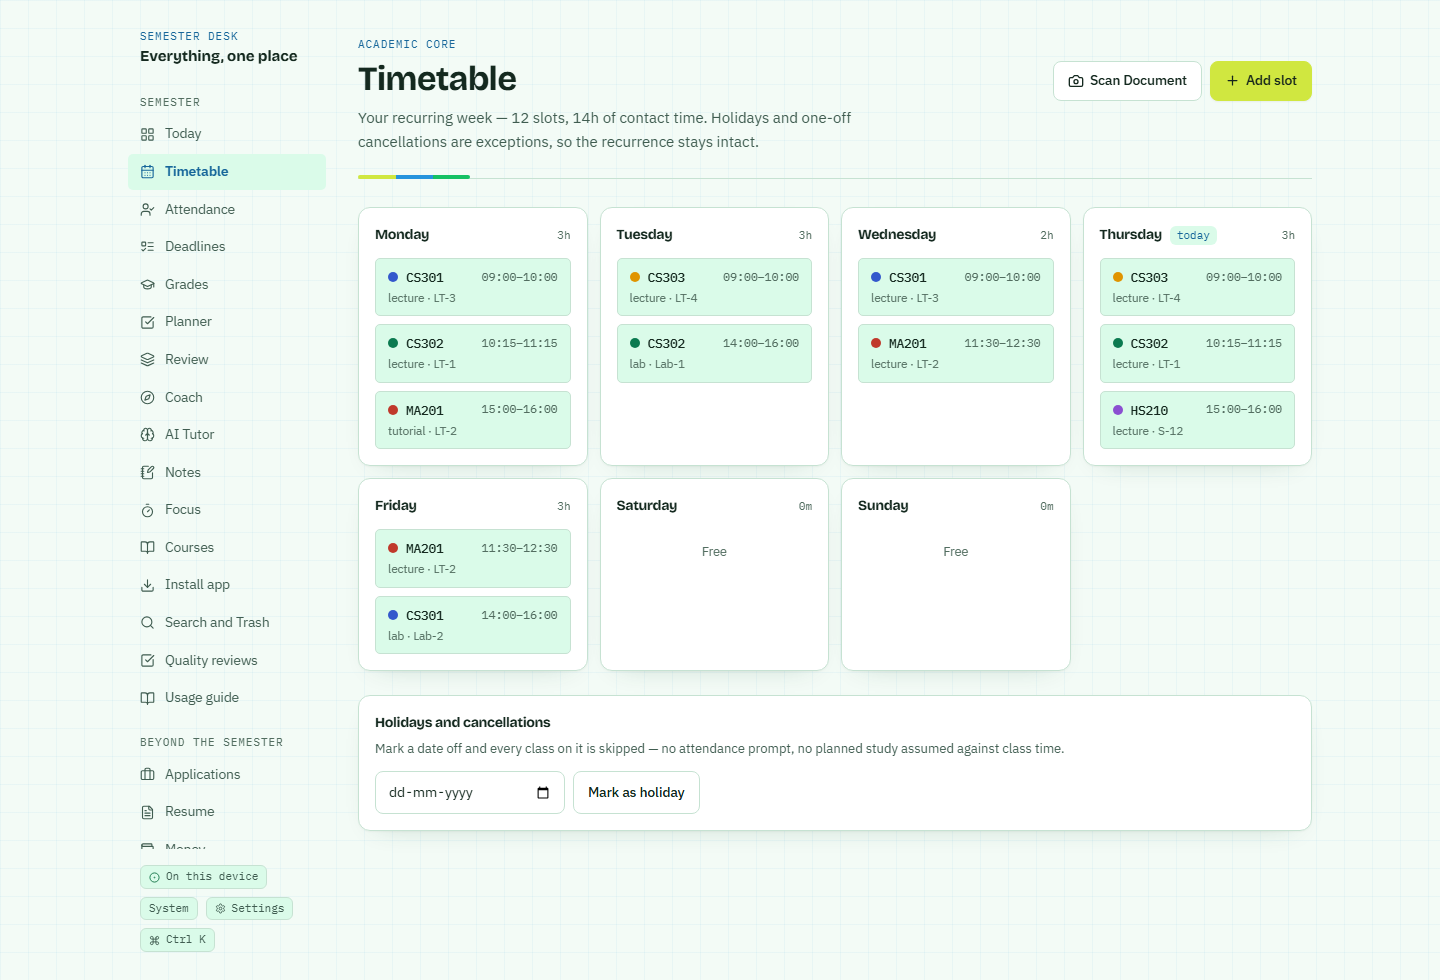 SEMESTER DESK
Everything, one place
SEMESTER
Today
Timetable
Attendance
Deadlines
Grades
Planner
Review
Coach
AI Tutor
Notes
Focus
Courses
Install app
Search and Trash
Quality reviews
Usage guide
BEYOND THE SEMESTER
Applications
Resume
Money
On this device
System
Settings
Ctrl K
ACADEMIC CORE
Timetable
Scan Document
Add slot
Your recurring week — 12 slots, 14h of contact time. Holidays and one-off
cancellations are exceptions, so the recurrence stays intact.
Monday 3h
CS301 09:00–10:00
lecture · LT-3
CS302 10:15–11:15
lecture · LT-1
MA201 15:00–16:00
tutorial · LT-2
Tuesday 3h
CS303 09:00–10:00
lecture · LT-4
CS302 14:00–16:00
lab · Lab-1
Wednesday 2h
CS301 09:00–10:00
lecture · LT-3
MA201 11:30–12:30
lecture · LT-2
Thursday today 3h
CS303 09:00–10:00
lecture · LT-4
CS302 10:15–11:15
lecture · LT-1
HS210 15:00–16:00
lecture · S-12
Friday 3h
MA201 11:30–12:30
lecture · LT-2
CS301 14:00–16:00
lab · Lab-2
Saturday 0m
Free
Sunday 0m
Free
Holidays and cancellations
Mark a date off and every class on it is skipped — no attendance prompt, no planned study assumed against class time.
dd-mm-yyyy
Mark as holiday